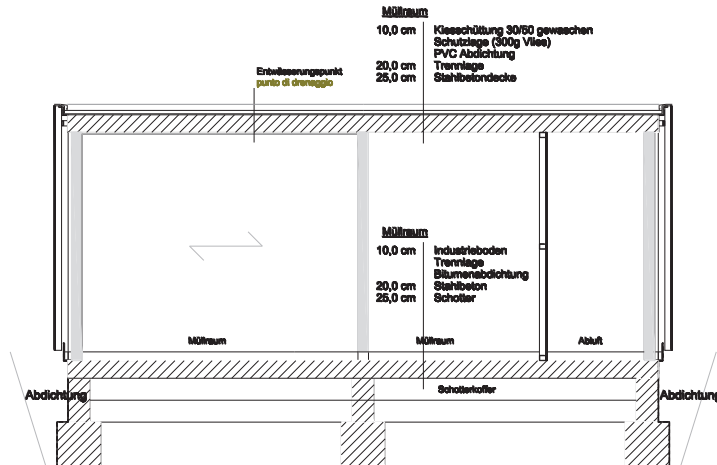 Müllraum
10,0 cm Kiesschüttung 30/50 gewaschen
Schutzlage (300g Vlies)
PVC Abdichtung
20,0 cm Trennlage
25,0 cm Stahlbetondecke
Entwässerungspunkt
punto di drenaggio
Müllraum
10,0 cm Industrieboden
Trennlage
Bitumenabdichtung
20,0 cm Stahlbeton
25,0 cm Schotter
Müllraum Müllraum Abluft
Schotterkoffer
Abdichtung Abdichtung